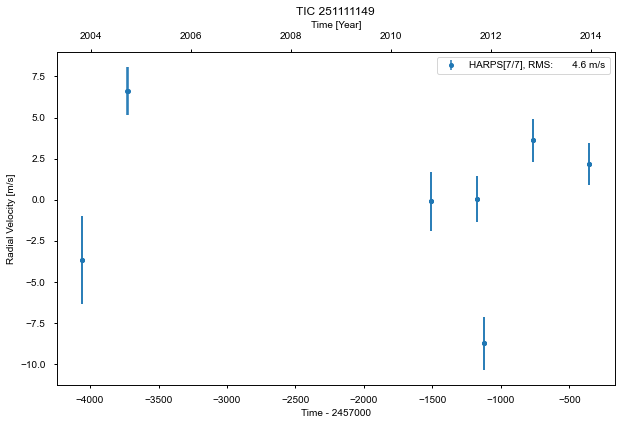 TIC 251111149
Time [Year]
2004 2006 2008 2010 2012 2014
HARPS[7/7], RMS: 4.6 m/s
7.5
5.0
2.5
0.0
−2.5
−5.0
−7.5
−10.0
Radial Velocity [m/s]
−4000 −3500 −3000 −2500 −2000 −1500 −1000 −500
Time - 2457000